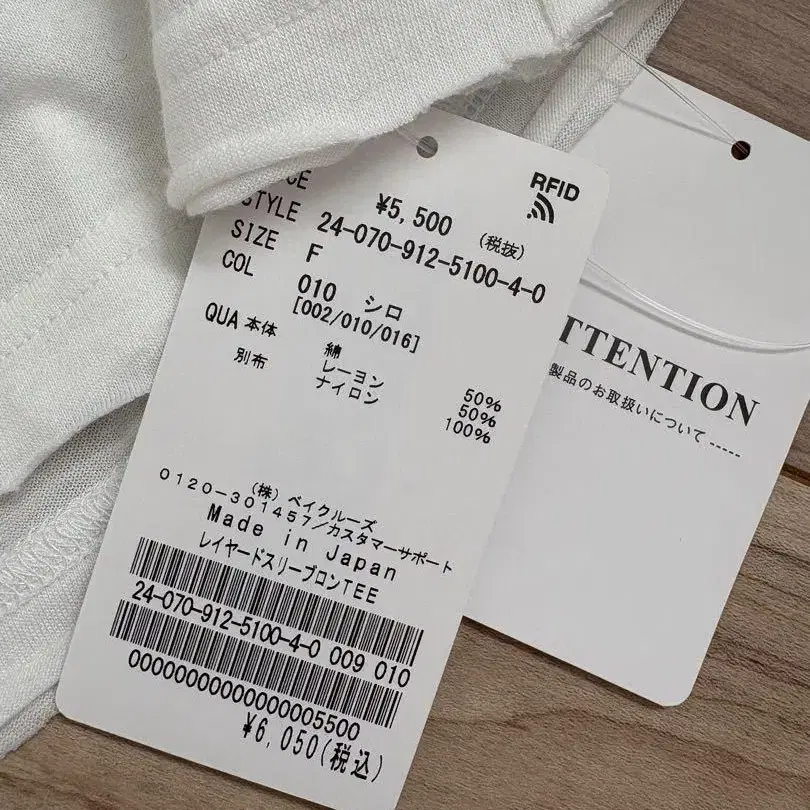 RFID
CE ¥5,500 (税抜)
STYLE 24-070-912-5100-4-0
SIZE F
COL 010 シロ
[002/010/016]
QUA 本体 綿 50%
レーヨン 50%
別布 ナイロン 100%
(株) ベイクルーズ
0120-301457/カスタマーサポート
Made in Japan
レイヤードスリーブロンTEE
24-070-912-5100-4-0 009 010
0000000000000005500
¥6,050(税込)
TTENTION
製品のお取扱いについて -----